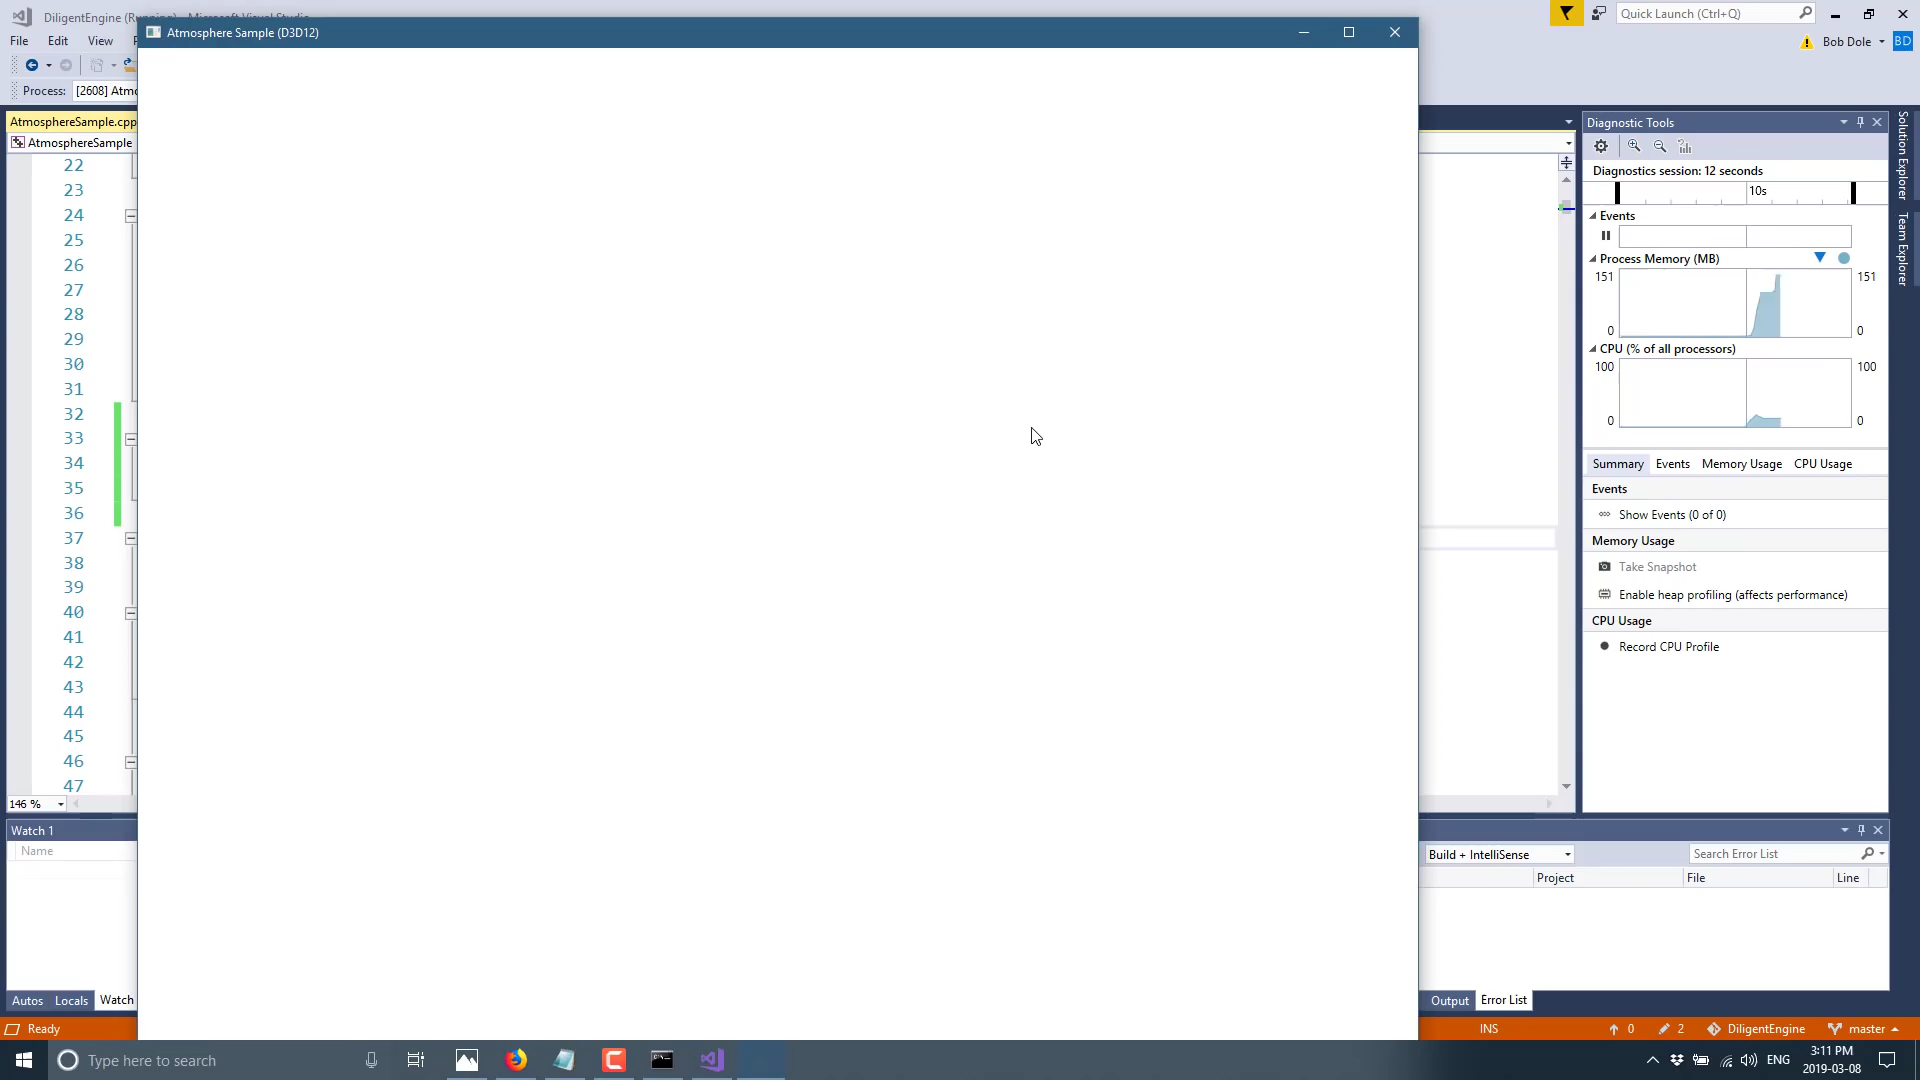 DiligentEngine (Running) - Microsoft Visual Studio
Quick Launch (Ctrl+Q)
Atmosphere Sample (D3D12)
File Edit View
Bob Dole BD
Process: [2608] Atmo
AtmosphereSample.cpp
AtmosphereSample
22
23
24
25
26
27
28
29
30
31
32
33
34
35
36
37
38
39
40
41
42
43
44
45
46
47
146 %
Diagnostic Tools
Diagnostics session: 12 seconds
10s
Events
Process Memory (MB)
151 151
0 0
CPU (% of all processors)
100 100
0 0
Summary Events Memory Usage CPU Usage
Events
Show Events (0 of 0)
Memory Usage
Take Snapshot
Enable heap profiling (affects performance)
CPU Usage
Record CPU Profile
Solution Explorer
Team Explorer
Watch 1
Name
Autos Locals Watch
Build + IntelliSense
Search Error List
Project File Line
Output Error List
Ready
INS
0 2 DiligentEngine master
Type here to search
ENG
3:11 PM
2019-03-08